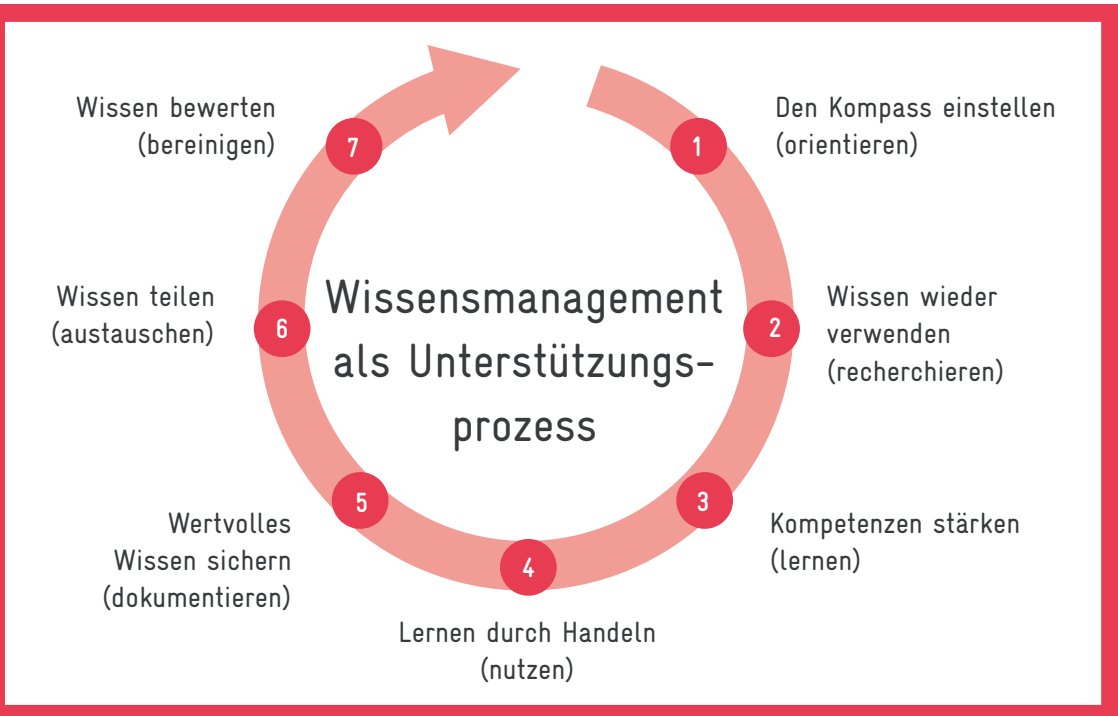 Wissensmanagement
als Unterstützungs-
prozess
1
Den Kompass einstellen
(orientieren)
2
Wissen wieder
verwenden
(recherchieren)
3
Kompetenzen stärken
(lernen)
4
Lernen durch Handeln
(nutzen)
5
Wertvolles
Wissen sichern
(dokumentieren)
6
Wissen teilen
(austauschen)
7
Wissen bewerten
(bereinigen)